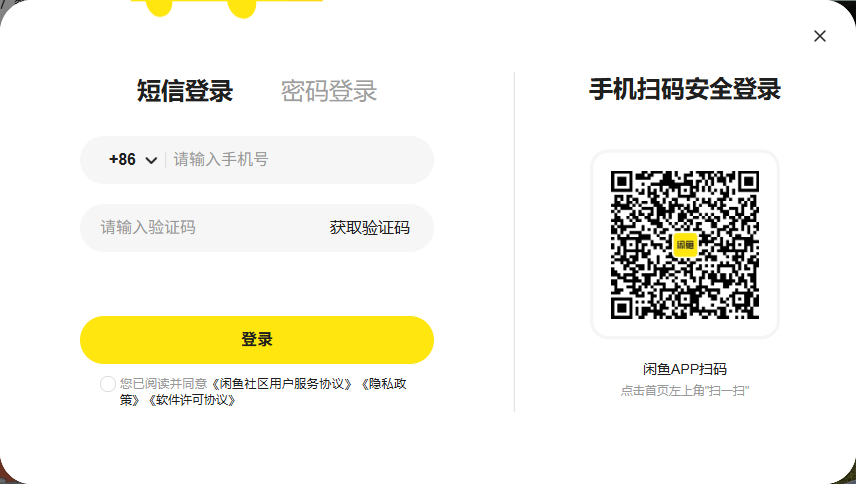 短信登录
密码登录
+86
请输入手机号
请输入验证码
获取验证码
登录
您已阅读并同意《闲鱼社区用户服务协议》《隐私政
策》《软件许可协议》
手机扫码安全登录
闲鱼
闲鱼APP扫码
点击首页左上角"扫一扫"